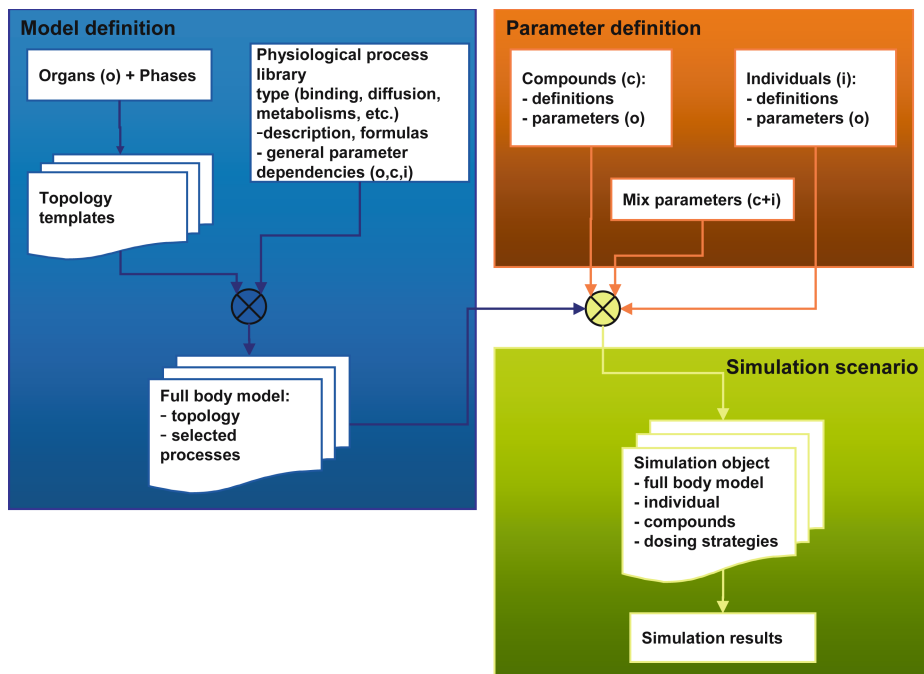 Model definition
Organs (o) + Phases
Physiological process
library
type (binding, diffusion,
metabolisms, etc.)
-description, formulas
- general parameter
dependencies (o,c,i)
Topology
templates
Full body model:
- topology
- selected
processes
Parameter definition
Compounds (c):
- definitions
- parameters (o)
Individuals (i):
- definitions
- parameters (o)
Mix parameters (c+i)
Simulation scenario
Simulation object
- full body model
- individual
- compounds
- dosing strategies
Simulation results